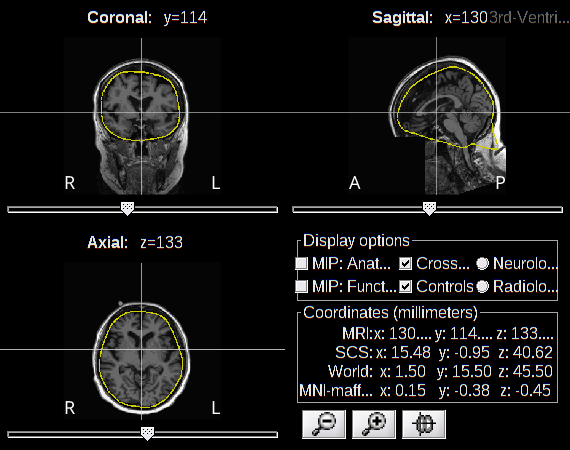 Coronal: y=114
Sagittal: x=130 3rd-Ventri...
R L
A P
Axial: z=133
Display options
MIP: Anat... Cross... Neurolo...
MIP: Funct... Controls Radiolo...
Coordinates (millimeters)
MRI: x: 130.... y: 114.... z: 133....
SCS: x: 15.48 y: -0.95 z: 40.62
World: x: 1.50 y: 15.50 z: 45.50
MNI-maff... x: 0.15 y: -0.38 z: -0.45
R L